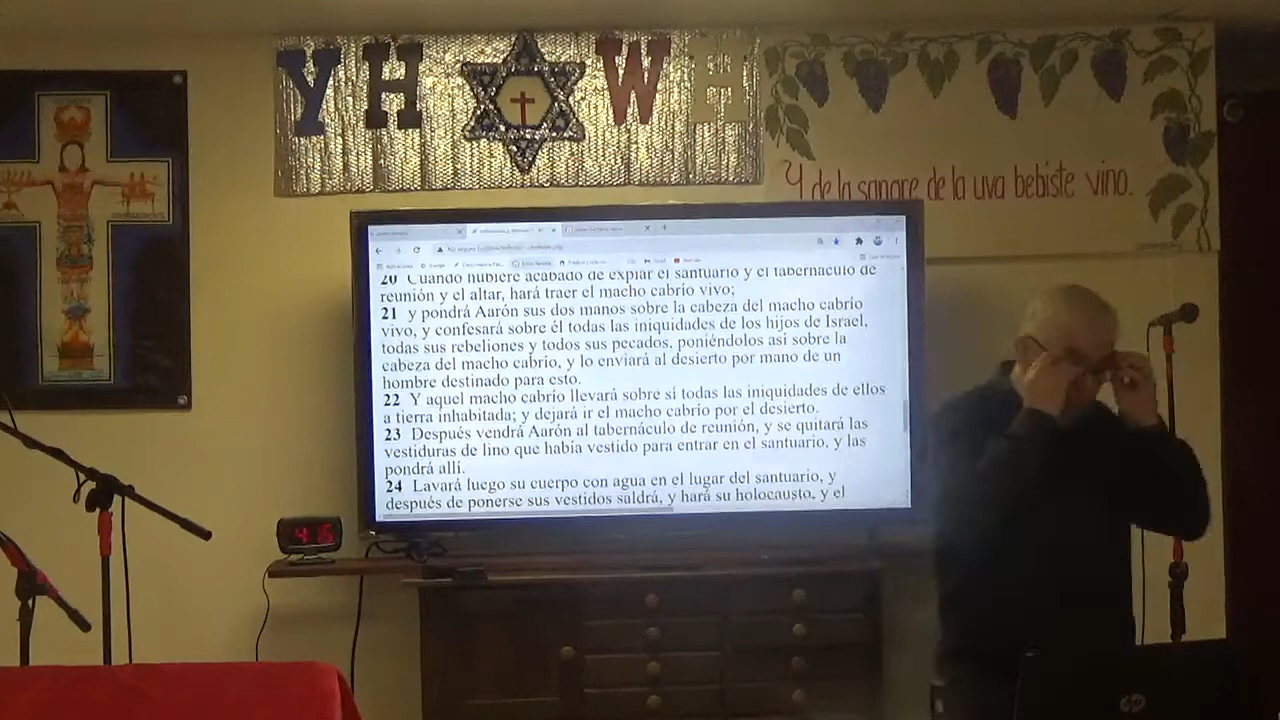 YH WH
Y de la sangre de la uva bebiste vino.
No seguro
20 Cuando hubiere acabado de expiar el santuario y el tabernáculo de
reunión y el altar, hará traer el macho cabrío vivo;
21 y pondrá Aarón sus dos manos sobre la cabeza del macho cabrío
vivo, y confesará sobre él todas las iniquidades de los hijos de Israel,
todas sus rebeliones y todos sus pecados, poniéndolos así sobre la
cabeza del macho cabrío, y lo enviará al desierto por mano de un
hombre destinado para esto.
22 Y aquel macho cabrío llevará sobre sí todas las iniquidades de ellos
a tierra inhabitada; y dejará ir el macho cabrío por el desierto.
23 Después vendrá Aarón al tabernáculo de reunión, y se quitará las
vestiduras de lino que había vestido para entrar en el santuario, y las
pondrá allí.
24 Lavará luego su cuerpo con agua en el lugar del santuario, y
después de ponerse sus vestidos saldrá, y hará su holocausto, y el
hp